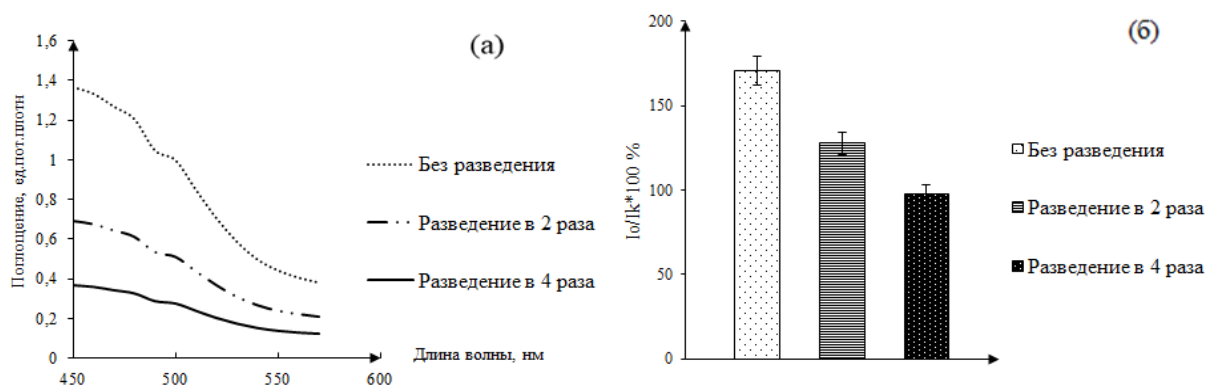 (а)
Поглощение, ед.пот.плотн
1,6
1,4
1,2
1
0,8
0,6
0,4
0,2
0
450
500
550
600
Длина волны, нм
Без разведения
Разведение в 2 раза
Разведение в 4 раза
(б)
Io/Ik*100 %
200
150
100
50
0
Без разведения
Разведение в 2 раза
Разведение в 4 раза